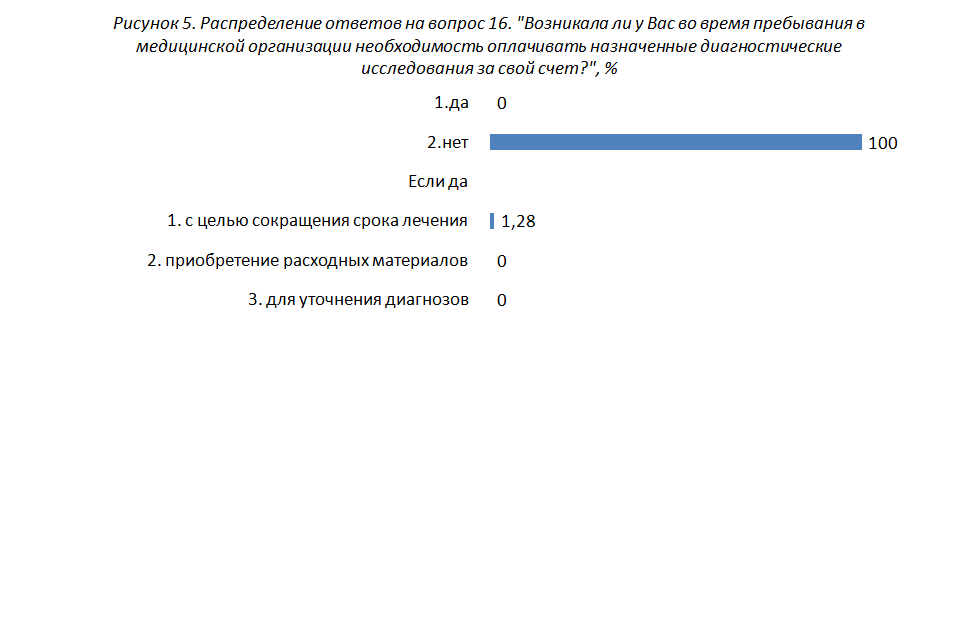 Рисунок 5. Распределение ответов на вопрос 16. "Возникала ли у Вас во время пребывания в
медицинской организации необходимость оплачивать назначенные диагностические
исследования за свой счет?", %
1.да 0
2.нет 100
Если да
1. с целью сокращения срока лечения 1,28
2. приобретение расходных материалов 0
3. для уточнения диагнозов 0